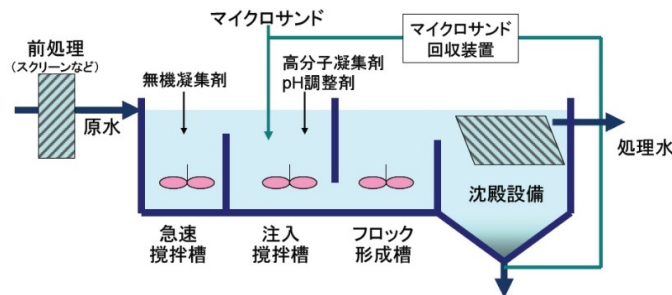 マイクロサンド
マイクロサンド
回収装置
前処理
(スクリーンなど)
無機凝集剤
高分子凝集剤
pH調整剤
原水
処理水
沈殿設備
急速
撹拌槽
注入
撹拌槽
フロック
形成槽